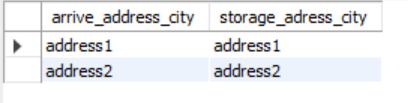 arrive_address_city storage_adress_city
address1 address1
address2 address2